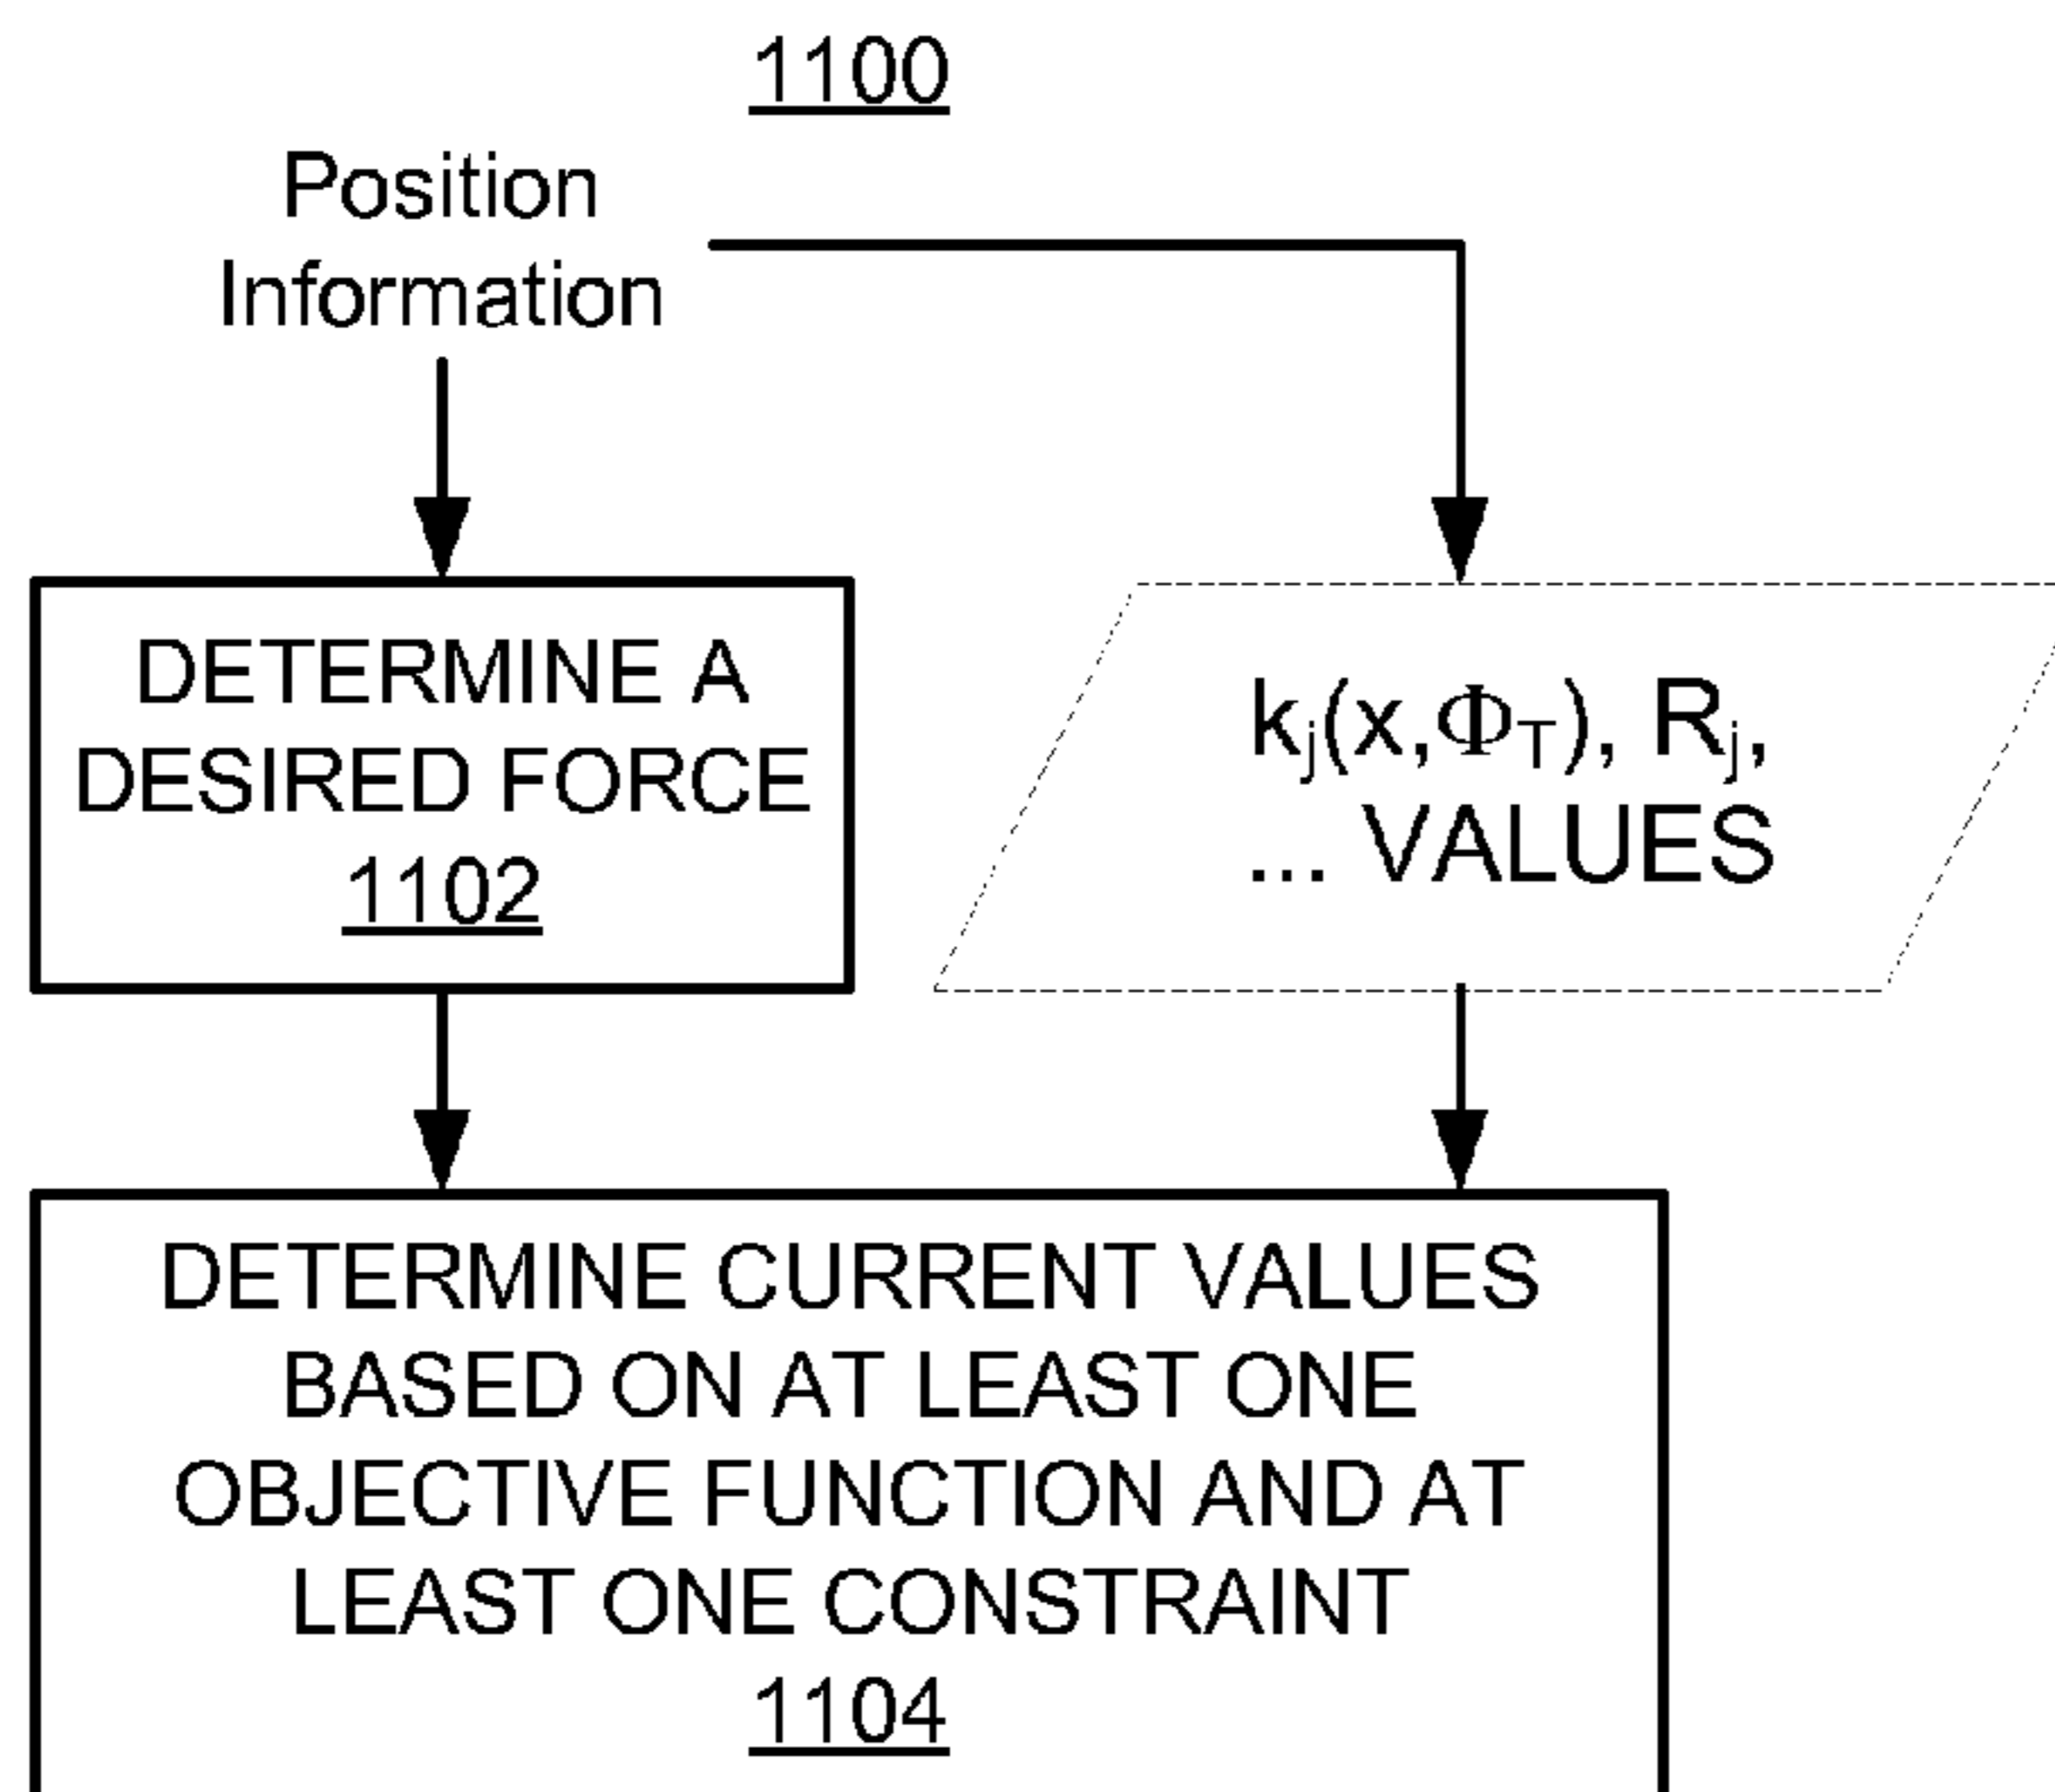 1100
Position
Information
DETERMINE A
DESIRED FORCE
1102
kⱼ(x,Φ_T), Rⱼ,
... VALUES
DETERMINE CURRENT VALUES
BASED ON AT LEAST ONE
OBJECTIVE FUNCTION AND AT
LEAST ONE CONSTRAINT
1104